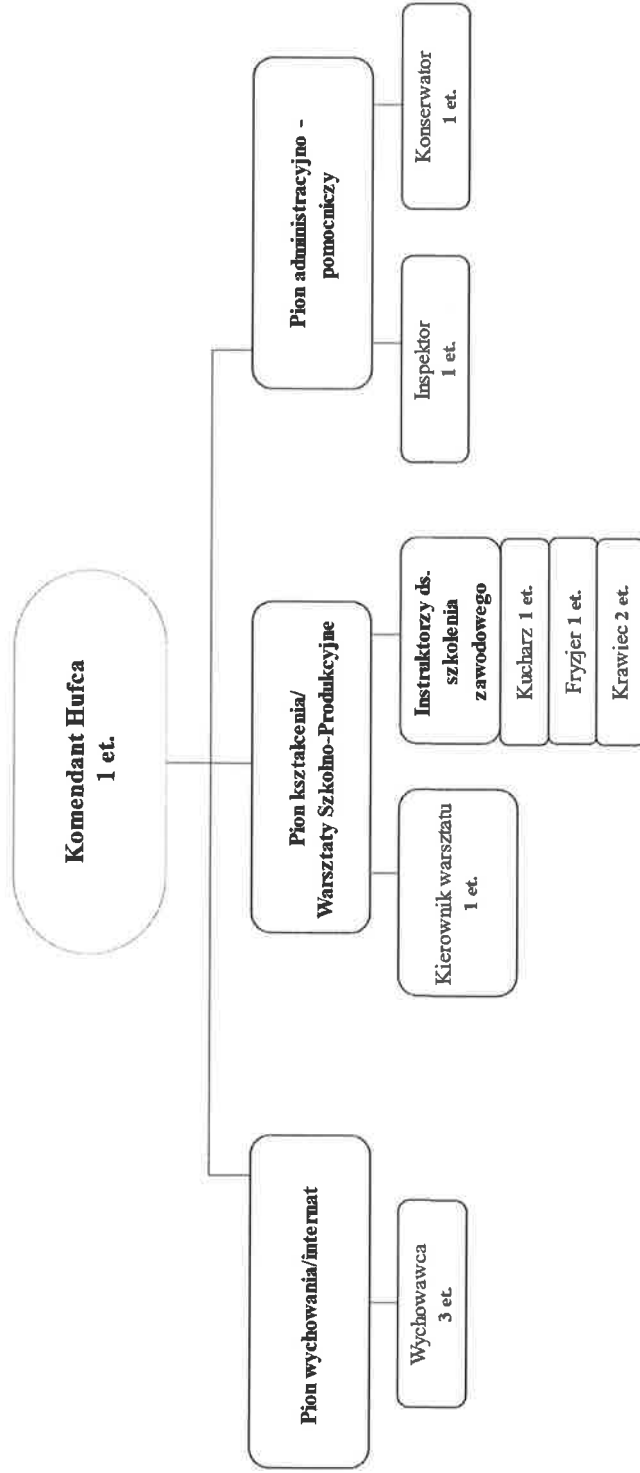 Komendant Hufca
1 et.
Pion wychowania/internat
Wychowawca
3 et.
Pion kształcenia/
Warsztaty Szkolno-Produkcyjne
Kierownik warsztatu
1 et.
Instruktorzy ds.
szkolenia
zawodowego
Kucharz 1 et.
Fryzjer 1 et.
Krawiec 2 et.
Pion administracyjno -
pomocniczy
Inspektor
1 et.
Konserwator
1 et.